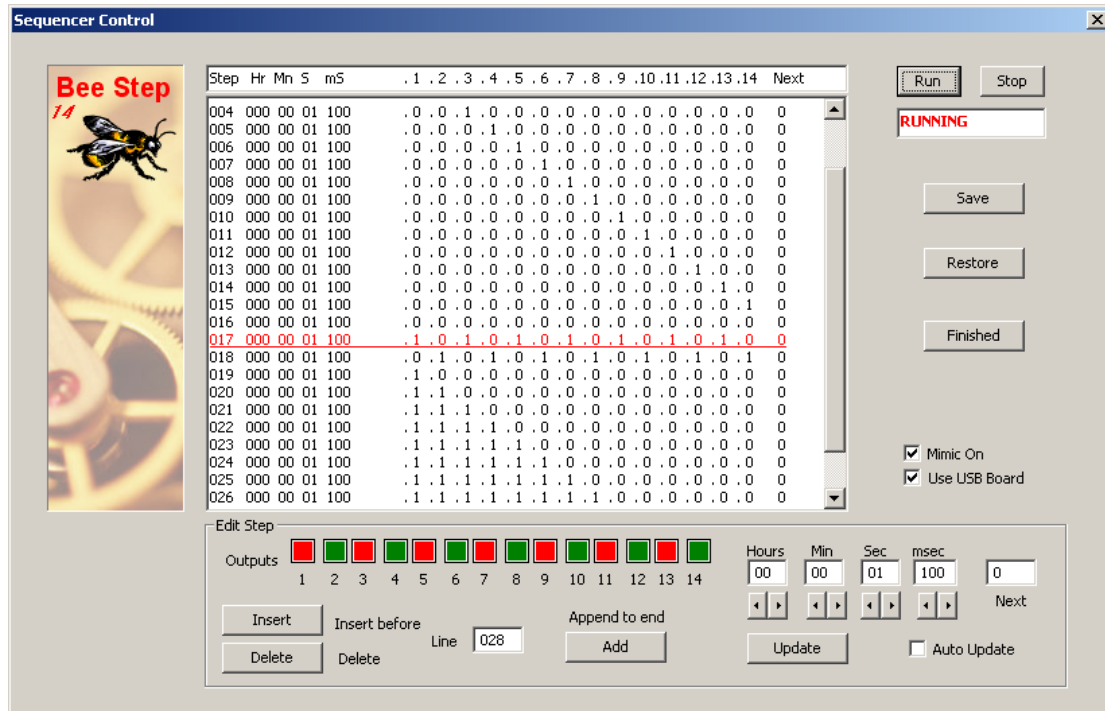 Sequencer Control
Bee Step
14
Step Hr Mn S mS .1 .2 .3 .4 .5 .6 .7 .8 .9 .10 .11 .12 .13 .14 Next
004 000 00 01 100 .0 .0 .1 .0 .0 .0 .0 .0 .0 .0 .0 .0 .0 .0 0
005 000 00 01 100 .0 .0 .0 .1 .0 .0 .0 .0 .0 .0 .0 .0 .0 .0 0
006 000 00 01 100 .0 .0 .0 .0 .1 .0 .0 .0 .0 .0 .0 .0 .0 .0 0
007 000 00 01 100 .0 .0 .0 .0 .0 .1 .0 .0 .0 .0 .0 .0 .0 .0 0
008 000 00 01 100 .0 .0 .0 .0 .0 .0 .1 .0 .0 .0 .0 .0 .0 .0 0
009 000 00 01 100 .0 .0 .0 .0 .0 .0 .0 .1 .0 .0 .0 .0 .0 .0 0
010 000 00 01 100 .0 .0 .0 .0 .0 .0 .0 .0 .1 .0 .0 .0 .0 .0 0
011 000 00 01 100 .0 .0 .0 .0 .0 .0 .0 .0 .0 .1 .0 .0 .0 .0 0
012 000 00 01 100 .0 .0 .0 .0 .0 .0 .0 .0 .0 .0 .1 .0 .0 .0 0
013 000 00 01 100 .0 .0 .0 .0 .0 .0 .0 .0 .0 .0 .0 .1 .0 .0 0
014 000 00 01 100 .0 .0 .0 .0 .0 .0 .0 .0 .0 .0 .0 .0 .1 .0 0
015 000 00 01 100 .0 .0 .0 .0 .0 .0 .0 .0 .0 .0 .0 .0 .0 .1 0
016 000 00 01 100 .0 .0 .0 .0 .0 .0 .0 .0 .0 .0 .0 .0 .0 .0 0
017 000 00 01 100 .1 .0 .1 .0 .1 .0 .1 .0 .1 .0 .1 .0 .1 .0 0
018 000 00 01 100 .0 .1 .0 .1 .0 .1 .0 .1 .0 .1 .0 .1 .0 .1 0
019 000 00 01 100 .1 .0 .0 .0 .0 .0 .0 .0 .0 .0 .0 .0 .0 .0 0
020 000 00 01 100 .1 .1 .0 .0 .0 .0 .0 .0 .0 .0 .0 .0 .0 .0 0
021 000 00 01 100 .1 .1 .1 .0 .0 .0 .0 .0 .0 .0 .0 .0 .0 .0 0
022 000 00 01 100 .1 .1 .1 .1 .0 .0 .0 .0 .0 .0 .0 .0 .0 .0 0
023 000 00 01 100 .1 .1 .1 .1 .1 .0 .0 .0 .0 .0 .0 .0 .0 .0 0
024 000 00 01 100 .1 .1 .1 .1 .1 .1 .0 .0 .0 .0 .0 .0 .0 .0 0
025 000 00 01 100 .1 .1 .1 .1 .1 .1 .1 .0 .0 .0 .0 .0 .0 .0 0
026 000 00 01 100 .1 .1 .1 .1 .1 .1 .1 .1 .0 .0 .0 .0 .0 .0 0
Run Stop
RUNNING
Save
Restore
Finished
Mimic On
Use USB Board
Edit Step
Outputs
1 2 3 4 5 6 7 8 9 10 11 12 13 14
Hours Min Sec msec
00 00 01 100 0
Next
Insert Insert before
Delete Delete
Line 028
Append to end
Add
Update Auto Update